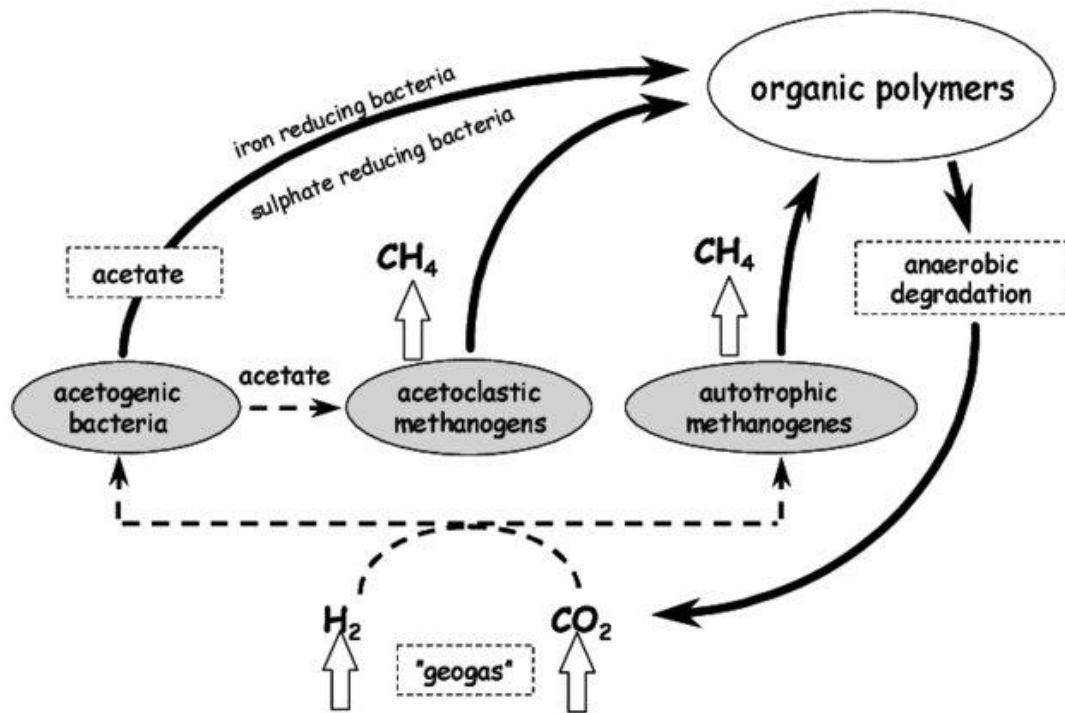 organic polymers
iron reducing bacteria
sulphate reducing bacteria
acetate
CH₄
CH₄
anaerobic
degradation
acetogenic
bacteria
acetate
acetoclastic
methanogens
autotrophic
methanogenes
H₂
CO₂
"geogas"